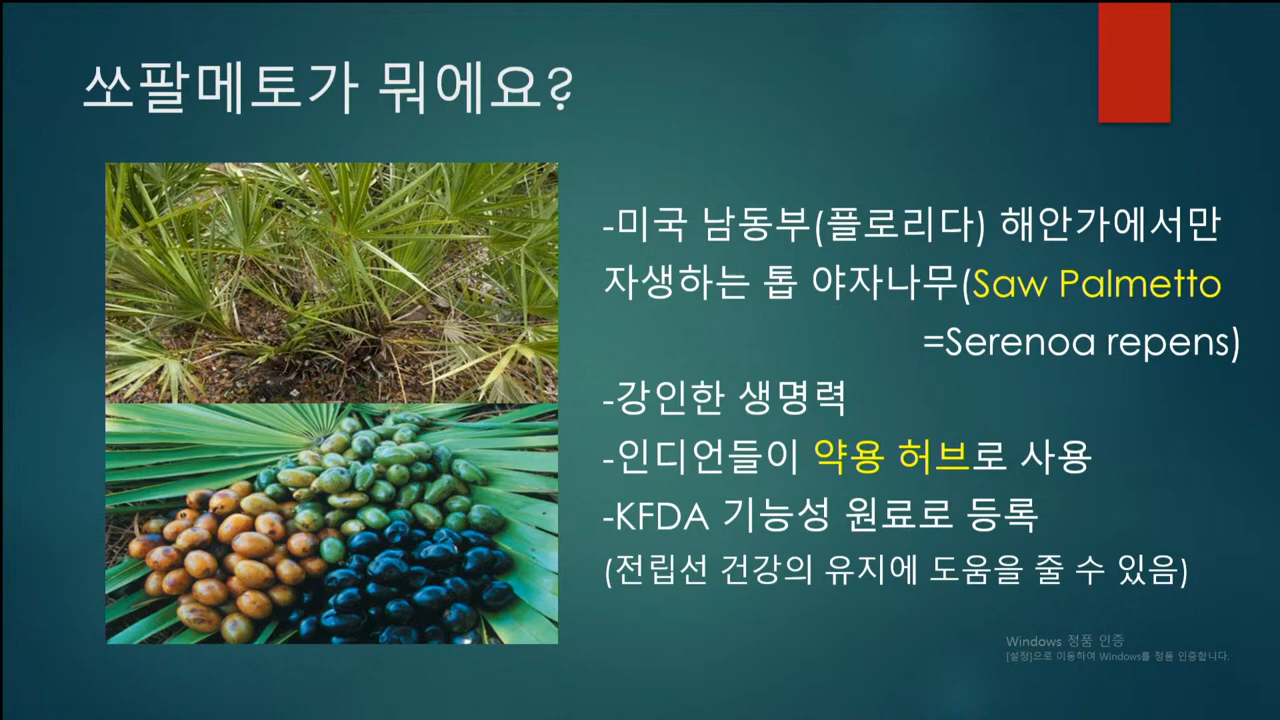 쏘팔메토가 뭐에요?
-미국 남동부(플로리다) 해안가에서만
자생하는 톱 야자나무(Saw Palmetto
=Serenoa repens)
-강인한 생명력
-인디언들이 약용 허브로 사용
-KFDA 기능성 원료로 등록
(전립선 건강의 유지에 도움을 줄 수 있음)
Windows 정품 인증
[설정]으로 이동하여 Windows를 정품 인증합니다.